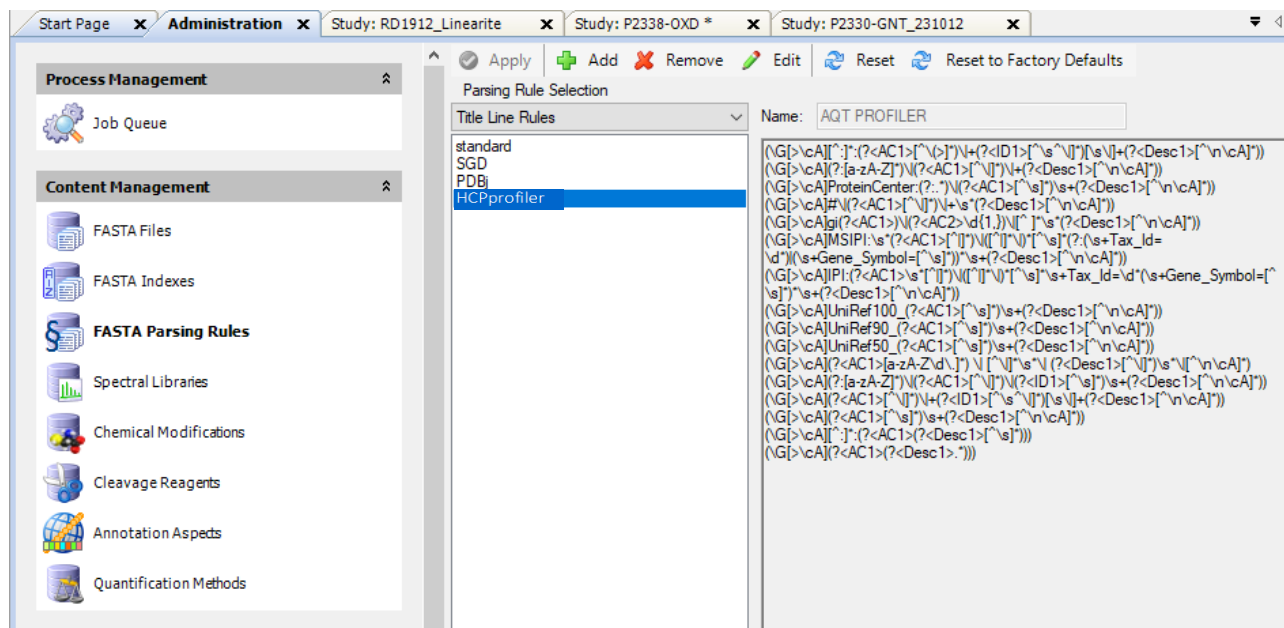 Start Page x Administration x Study: RD1912_Linearite x Study: P2338-OXD * x Study: P2330-GNT_231012 x
Process Management
Job Queue
Content Management
FASTA Files
FASTA Indexes
FASTA Parsing Rules
Spectral Libraries
Chemical Modifications
Cleavage Reagents
Annotation Aspects
Quantification Methods
Apply Add Remove Edit Reset Reset to Factory Defaults
Parsing Rule Selection
Title Line Rules
standard
SGD
PDBj
HCPprofiler
Name: AQT PROFILER
(\G[>\cA][^:]*:(?<AC1>[^\(>]*)\|+(?<ID1>[^\s^\|]*)[\s\|]+(?<Desc1>[^\n\cA]*))
(\G[>\cA](?:[a-zA-Z]*)\|(?<AC1>[^\|]*)\|+(?<Desc1>[^\n\cA]*))
(\G[>\cA]ProteinCenter:(?:.*)\|(?<AC1>[^\s]*)\s+(?<Desc1>[^\n\cA]*))
(\G[>\cA]#\|(?<AC1>[^\|]*)\|+\s*(?<Desc1>[^\n\cA]*))
(\G[>\cA]gi(?<AC1>)\|(?<AC2>\d{1,})\|[^ ]*\s*(?<Desc1>[^\n\cA]*))
(\G[>\cA]MSIPI:\s*(?<AC1>[^|]*)\|([^|]*\|)*[^\s]*(?:(\s+Tax_Id=
\d*)|(\s+Gene_Symbol=[^\s]*))*\s+(?<Desc1>[^\n\cA]*))
(\G[>\cA]IPI:(?<AC1>\s*[^|]*)\|([^|]*\|)*[^\s]*\s+Tax_Id=\d*(\s+Gene_Symbol=[^
\s]*)*\s+(?<Desc1>[^\n\cA]*))
(\G[>\cA]UniRef100_(?<AC1>[^\s]*)\s+(?<Desc1>[^\n\cA]*))
(\G[>\cA]UniRef90_(?<AC1>[^\s]*)\s+(?<Desc1>[^\n\cA]*))
(\G[>\cA]UniRef50_(?<AC1>[^\s]*)\s+(?<Desc1>[^\n\cA]*))
(\G[>\cA](?<AC1>[a-zA-Z\d\.]*) \| [^\|]*\s*\| (?<Desc1>[^\|]*)\s*\|[^\n\cA]*)
(\G[>\cA](?:[a-zA-Z]*)\|(?<AC1>[^\|]*)\|(?<ID1>[^\s]*)\s+(?<Desc1>[^\n\cA]*))
(\G[>\cA](?<AC1>[^\|]*)\|+(?<ID1>[^\s^\|]*)[\s\|]+(?<Desc1>[^\n\cA]*))
(\G[>\cA](?<AC1>[^\s]*)\s+(?<Desc1>[^\n\cA]*))
(\G[>\cA][^:]*:(?<AC1>(?<Desc1>[^\s]*)))
(\G[>\cA](?<AC1>(?<Desc1>.*)))